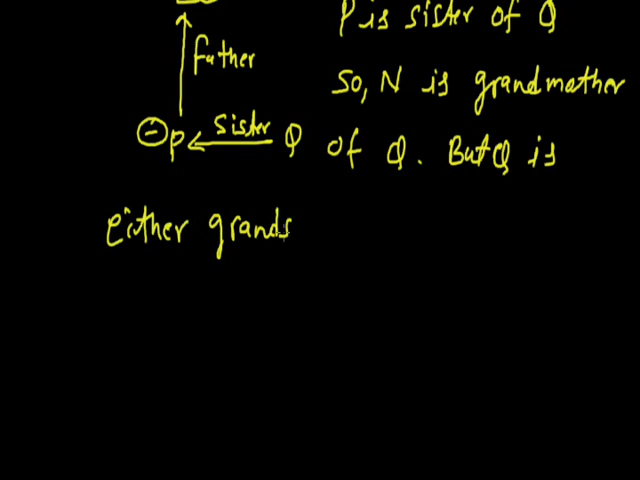 P is sister of Q
Father
So, N is grandmother
⊖P Sister Q
of Q. But Q is
either grands